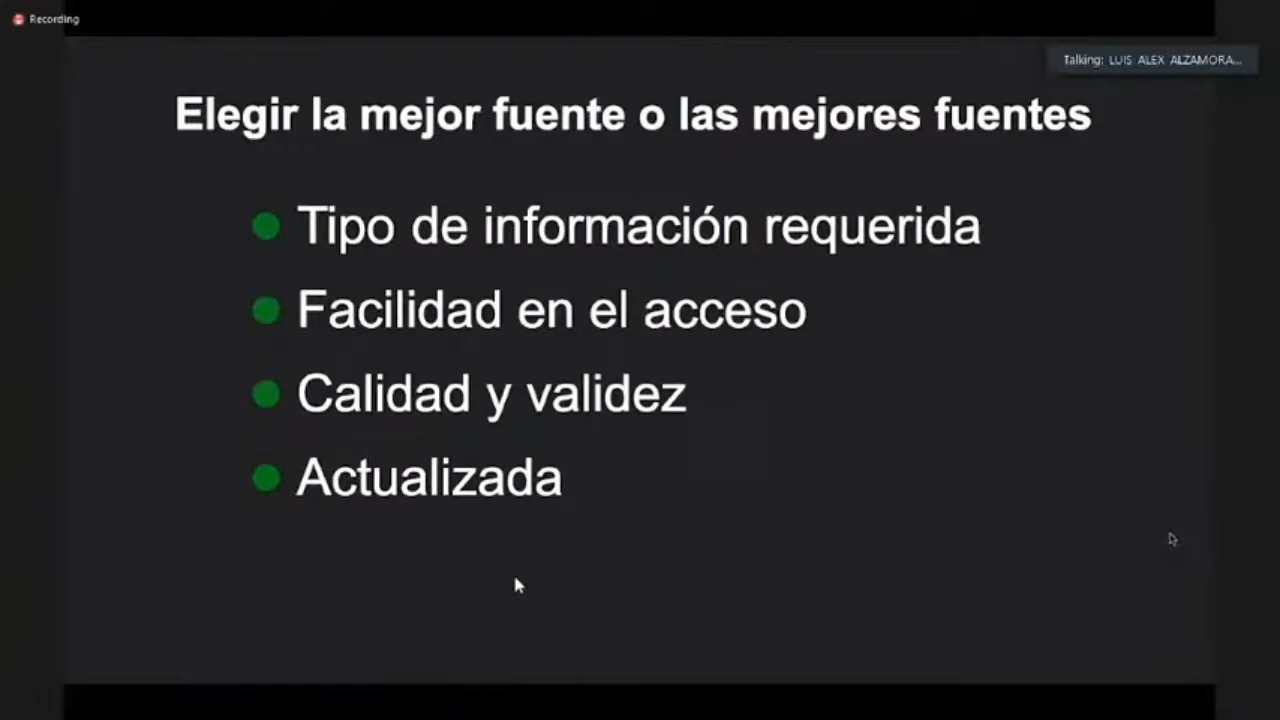 Recording
Talking: LUIS ALEX ALZAMORA...
Elegir la mejor fuente o las mejores fuentes
Tipo de información requerida
Facilidad en el acceso
Calidad y validez
Actualizada